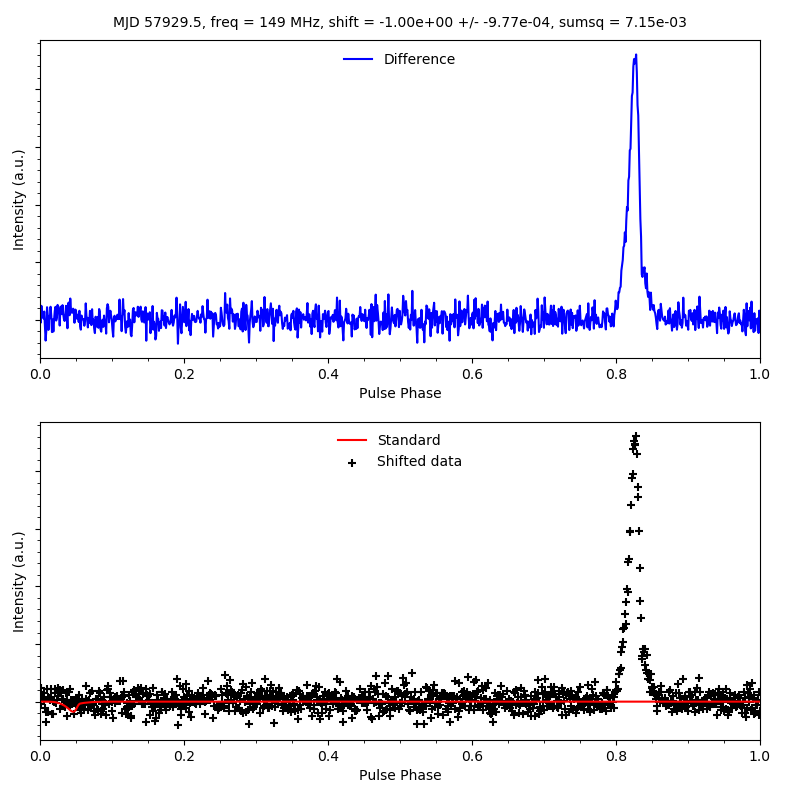 MJD 57929.5, freq = 149 MHz, shift = -1.00e+00 +/- -9.77e-04, sumsq = 7.15e-03
Difference
Intensity (a.u.)
0.0 0.2 0.4 0.6 0.8 1.0
Pulse Phase
Standard
Shifted data
Intensity (a.u.)
0.0 0.2 0.4 0.6 0.8 1.0
Pulse Phase